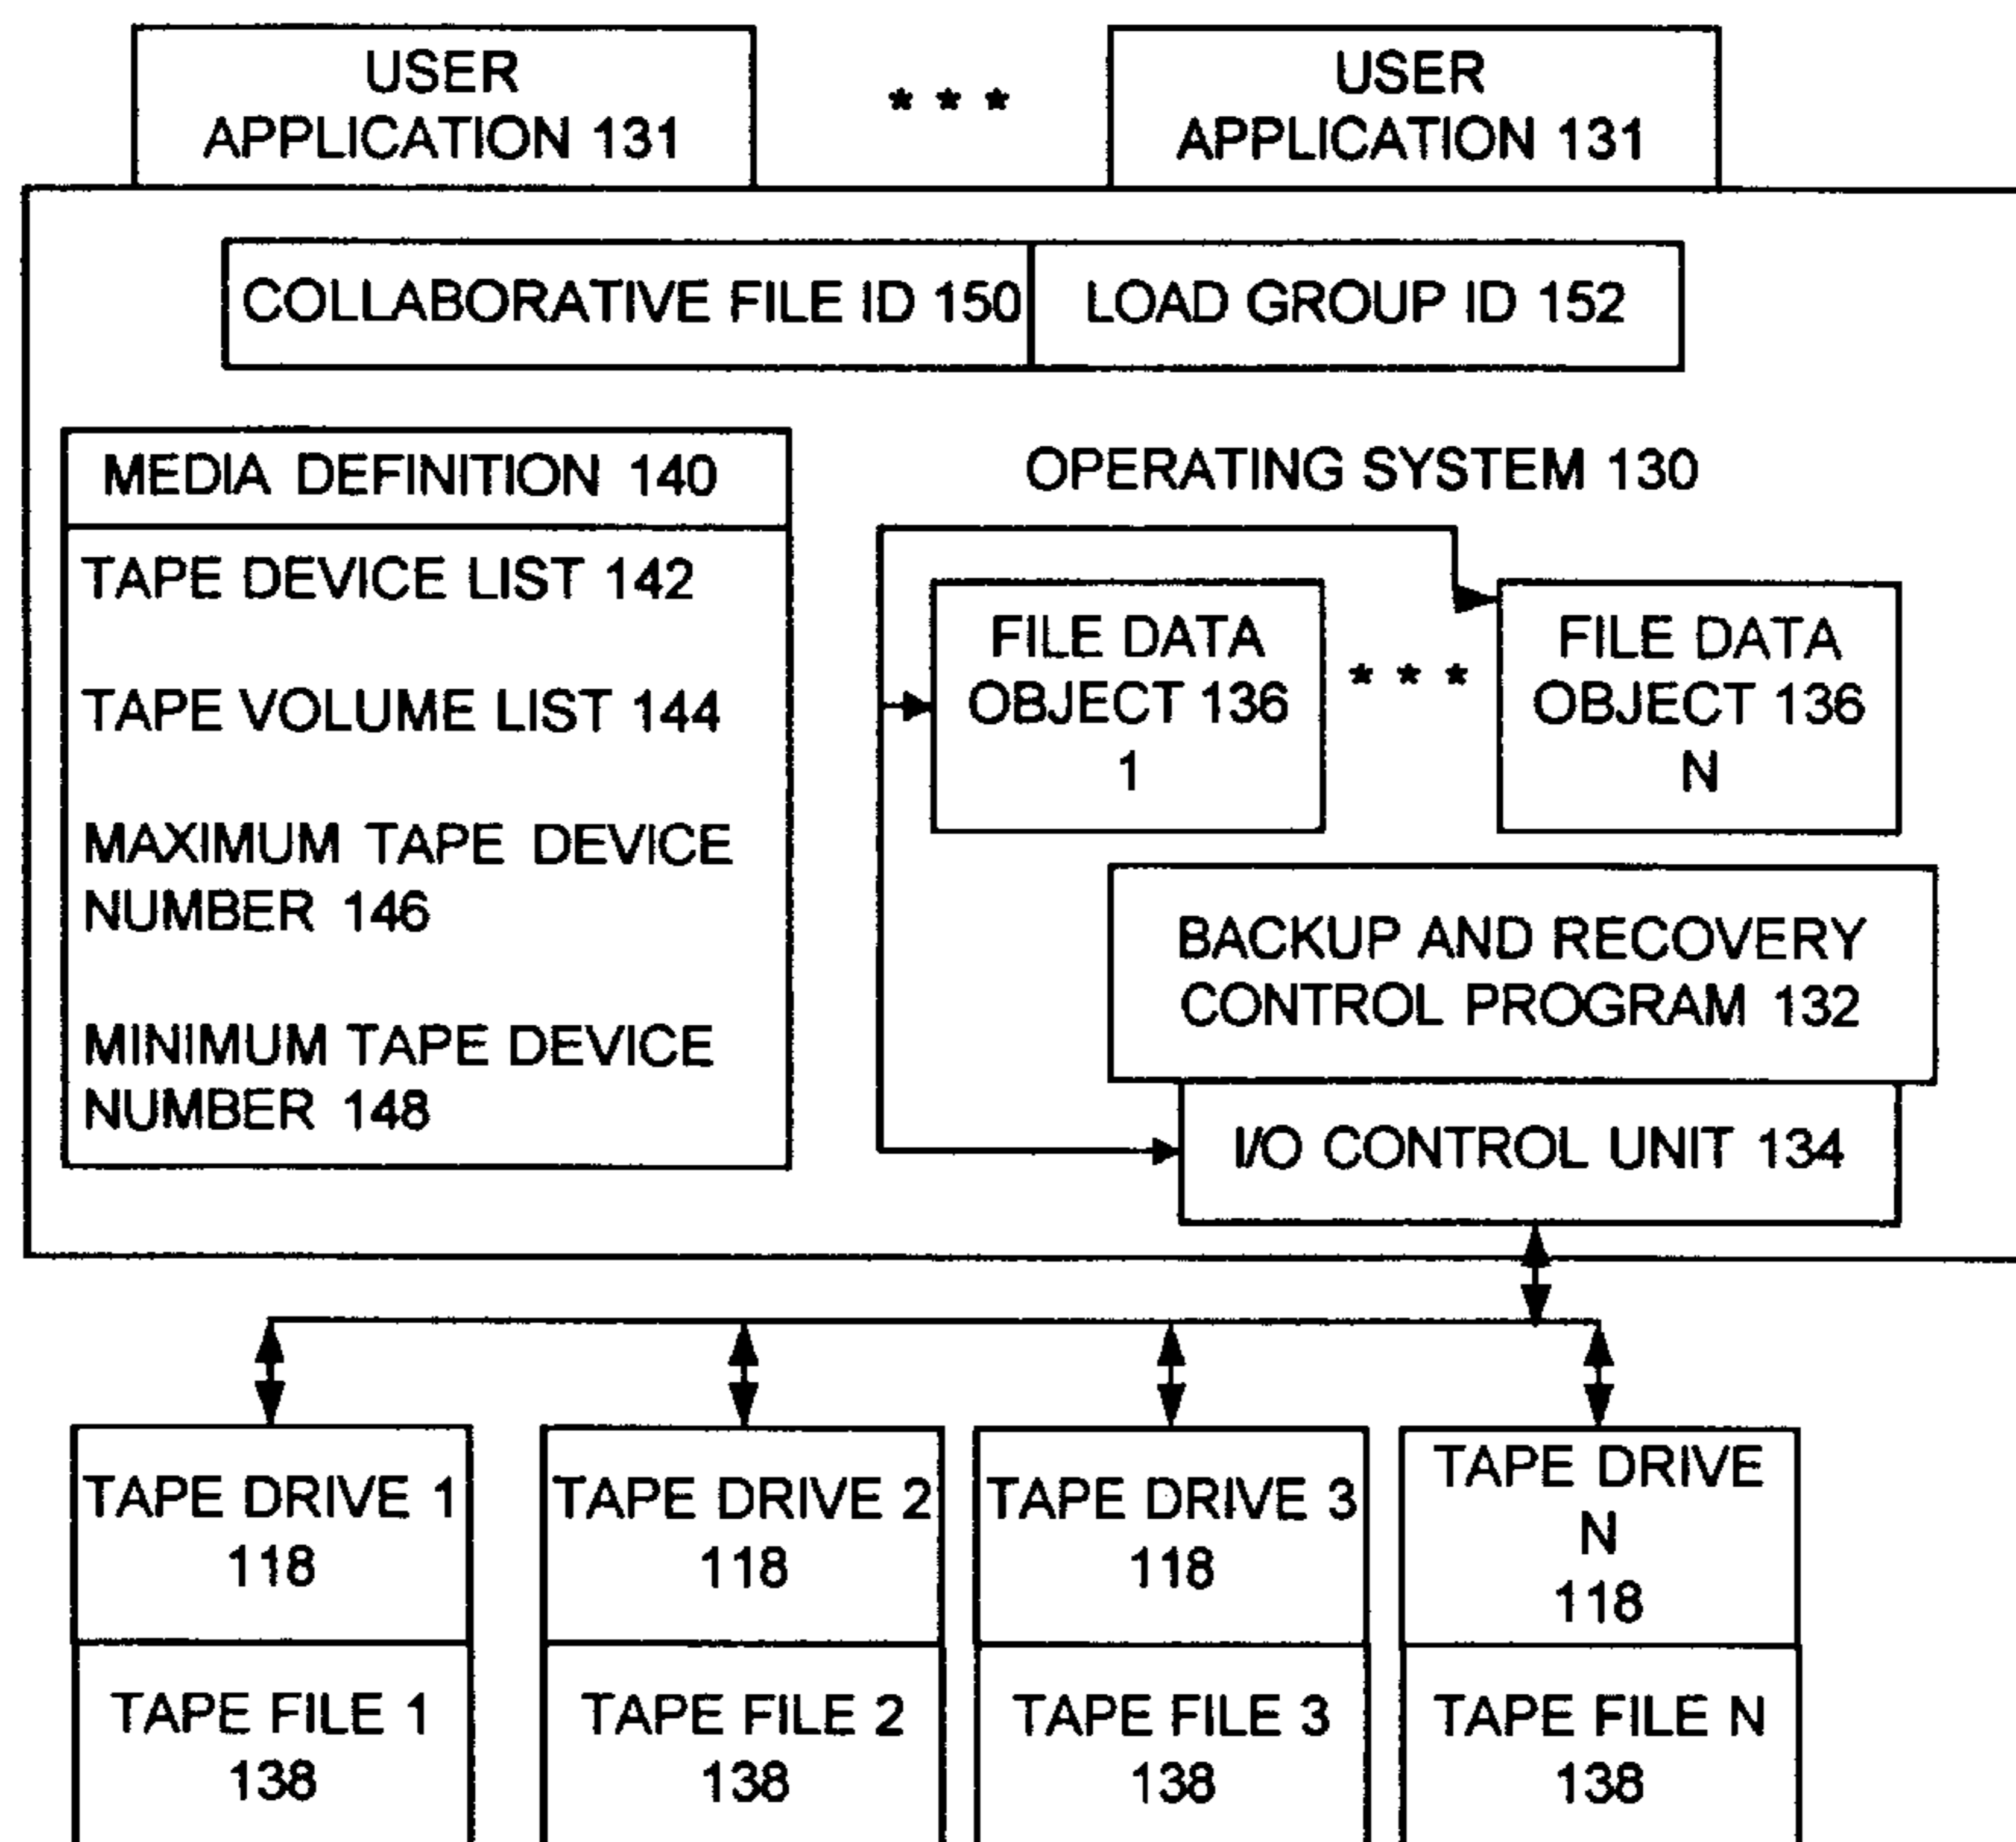 USER
APPLICATION 131
* * *
USER
APPLICATION 131
COLLABORATIVE FILE ID 150
LOAD GROUP ID 152
MEDIA DEFINITION 140
TAPE DEVICE LIST 142
TAPE VOLUME LIST 144
MAXIMUM TAPE DEVICE
NUMBER 146
MINIMUM TAPE DEVICE
NUMBER 148
OPERATING SYSTEM 130
FILE DATA
OBJECT 136
1
* * *
FILE DATA
OBJECT 136
N
BACKUP AND RECOVERY
CONTROL PROGRAM 132
I/O CONTROL UNIT 134
TAPE DRIVE 1
118
TAPE DRIVE 2
118
TAPE DRIVE 3
118
TAPE DRIVE
N
118
TAPE FILE 1
138
TAPE FILE 2
138
TAPE FILE 3
138
TAPE FILE N
138